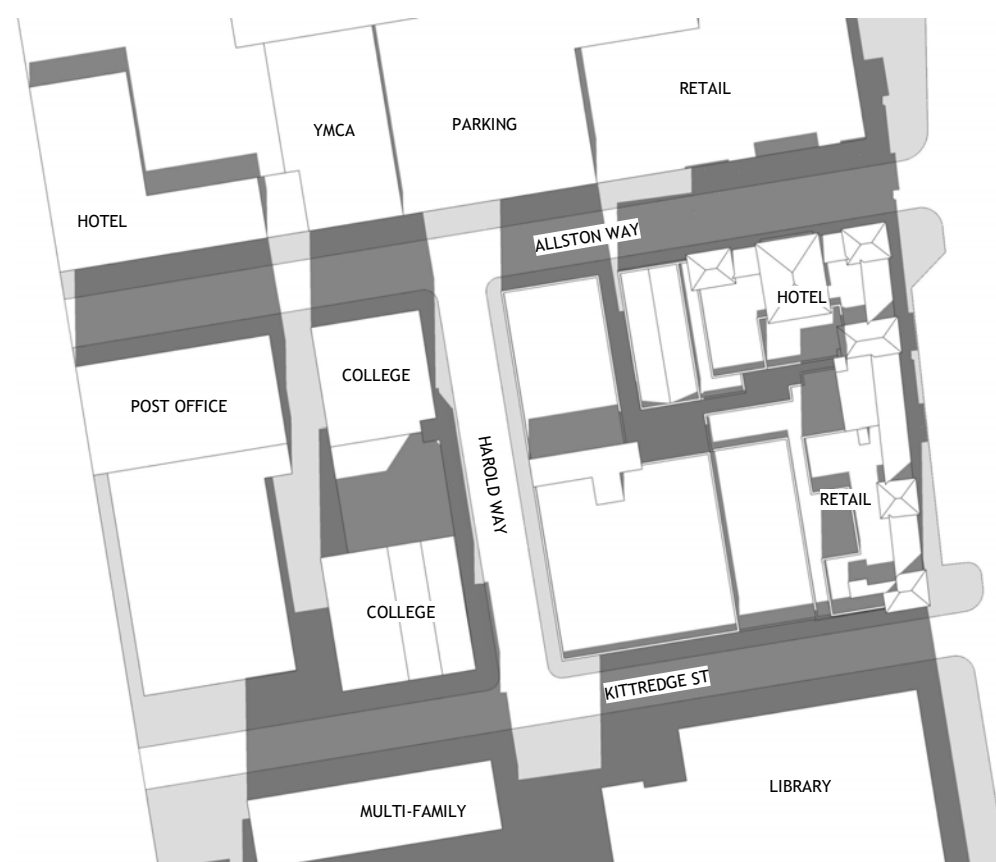 RETAIL
YMCA
PARKING
HOTEL
ALLSTON WAY
HOTEL
COLLEGE
POST OFFICE
HAROLD WAY
RETAIL
COLLEGE
KITTREDGE ST
LIBRARY
MULTI-FAMILY